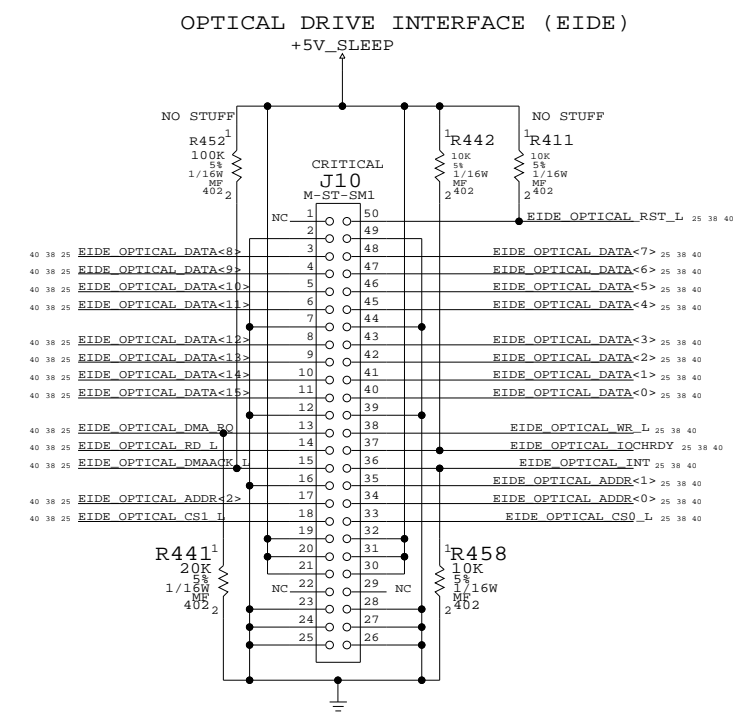 OPTICAL DRIVE INTERFACE (EIDE)
+5V_SLEEP
NO STUFF
R452
1
100K
5%
1/16W
MF
402
2
CRITICAL
J10
M-ST-SM1
1
R442
10K
5%
1/16W
MF
402
2
NO STUFF
1
R411
10K
5%
1/16W
MF
402
2
NC 1 50 EIDE_OPTICAL_RST_L 25 38 40
2 49
40 38 25 EIDE_OPTICAL_DATA<8> 3 48 EIDE_OPTICAL_DATA<7> 25 38 40
40 38 25 EIDE_OPTICAL_DATA<9> 4 47 EIDE_OPTICAL_DATA<6> 25 38 40
40 38 25 EIDE_OPTICAL_DATA<10> 5 46 EIDE_OPTICAL_DATA<5> 25 38 40
40 38 25 EIDE_OPTICAL_DATA<11> 6 45 EIDE_OPTICAL_DATA<4> 25 38 40
7 44
40 38 25 EIDE_OPTICAL_DATA<12> 8 43 EIDE_OPTICAL_DATA<3> 25 38 40
40 38 25 EIDE_OPTICAL_DATA<13> 9 42 EIDE_OPTICAL_DATA<2> 25 38 40
40 38 25 EIDE_OPTICAL_DATA<14> 10 41 EIDE_OPTICAL_DATA<1> 25 38 40
40 38 25 EIDE_OPTICAL_DATA<15> 11 40 EIDE_OPTICAL_DATA<0> 25 38 40
12 39
40 38 25 EIDE_OPTICAL_DMA_RQ 13 38 EIDE_OPTICAL_WR_L 25 38 40
40 38 25 EIDE_OPTICAL_RD_L 14 37 EIDE_OPTICAL_IOCHRDY 25 38 40
40 38 25 EIDE_OPTICAL_DMAACK_L 15 36 EIDE_OPTICAL_INT 25 38 40
16 35 EIDE_OPTICAL_ADDR<1> 25 38 40
40 38 25 EIDE_OPTICAL_ADDR<2> 17 34 EIDE_OPTICAL_ADDR<0> 25 38 40
40 38 25 EIDE_OPTICAL_CS1_L 18 33 EIDE_OPTICAL_CS0_L 25 38 40
19 32
20 31
21 30
NC 22 29 NC
23 28
24 27
25 26
R441
1
20K
5%
1/16W
MF
402
2
1
R458
10K
5%
1/16W
MF
402
2